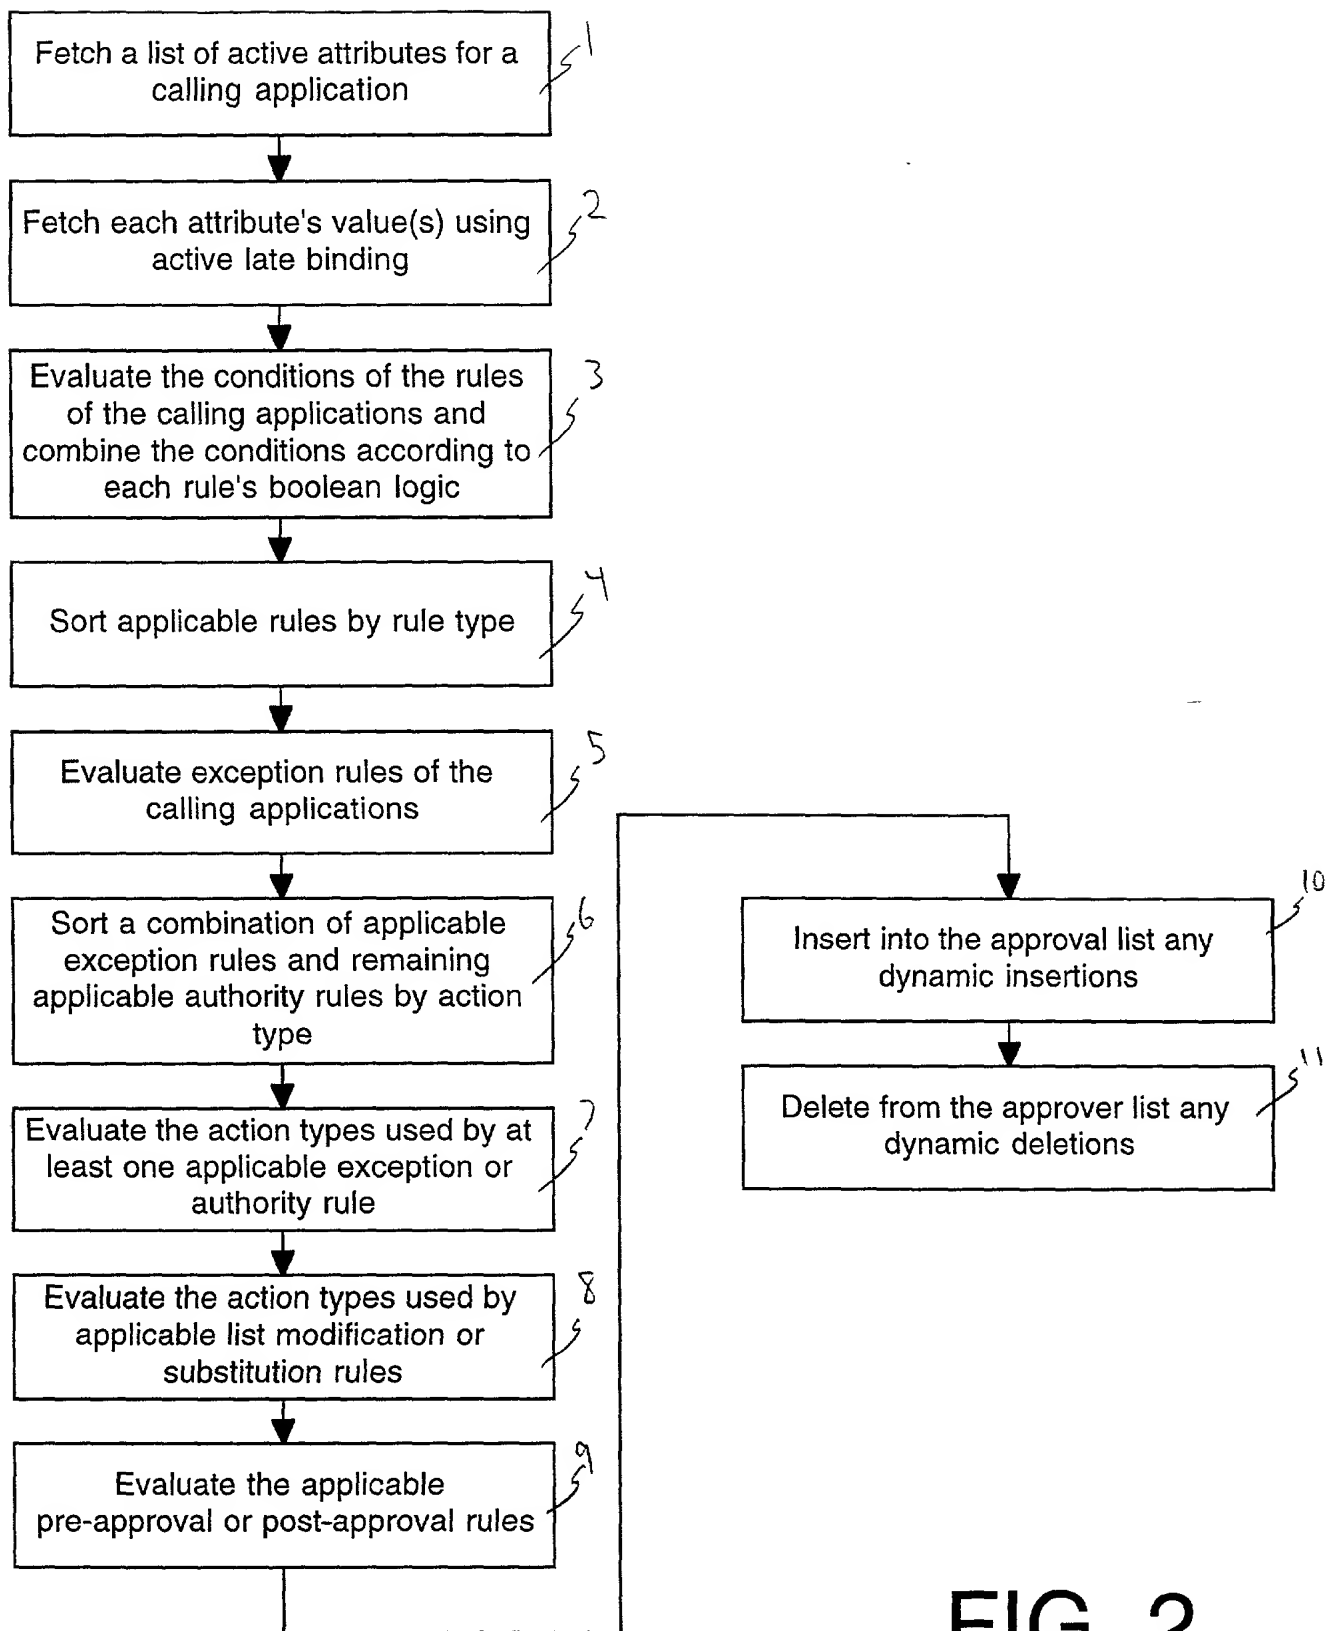 Fetch a list of active attributes for a
calling application
1
Fetch each attribute's value(s) using
active late binding
2
Evaluate the conditions of the rules
of the calling applications and
combine the conditions according to
each rule's boolean logic
3
Sort applicable rules by rule type
4
Evaluate exception rules of the
calling applications
5
Sort a combination of applicable
exception rules and remaining
applicable authority rules by action
type
6
Evaluate the action types used by at
least one applicable exception or
authority rule
7
Evaluate the action types used by
applicable list modification or
substitution rules
8
Evaluate the applicable
pre-approval or post-approval rules
9
Insert into the approval list any
dynamic insertions
10
Delete from the approver list any
dynamic deletions
11
FIG. 2